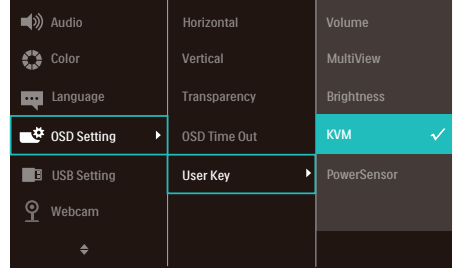 Audio
Color
Language
OSD Setting
USB Setting
Webcam
Horizontal
Vertical
Transparency
OSD Time Out
User Key
Volume
MultiView
Brightness
KVM
PowerSensor